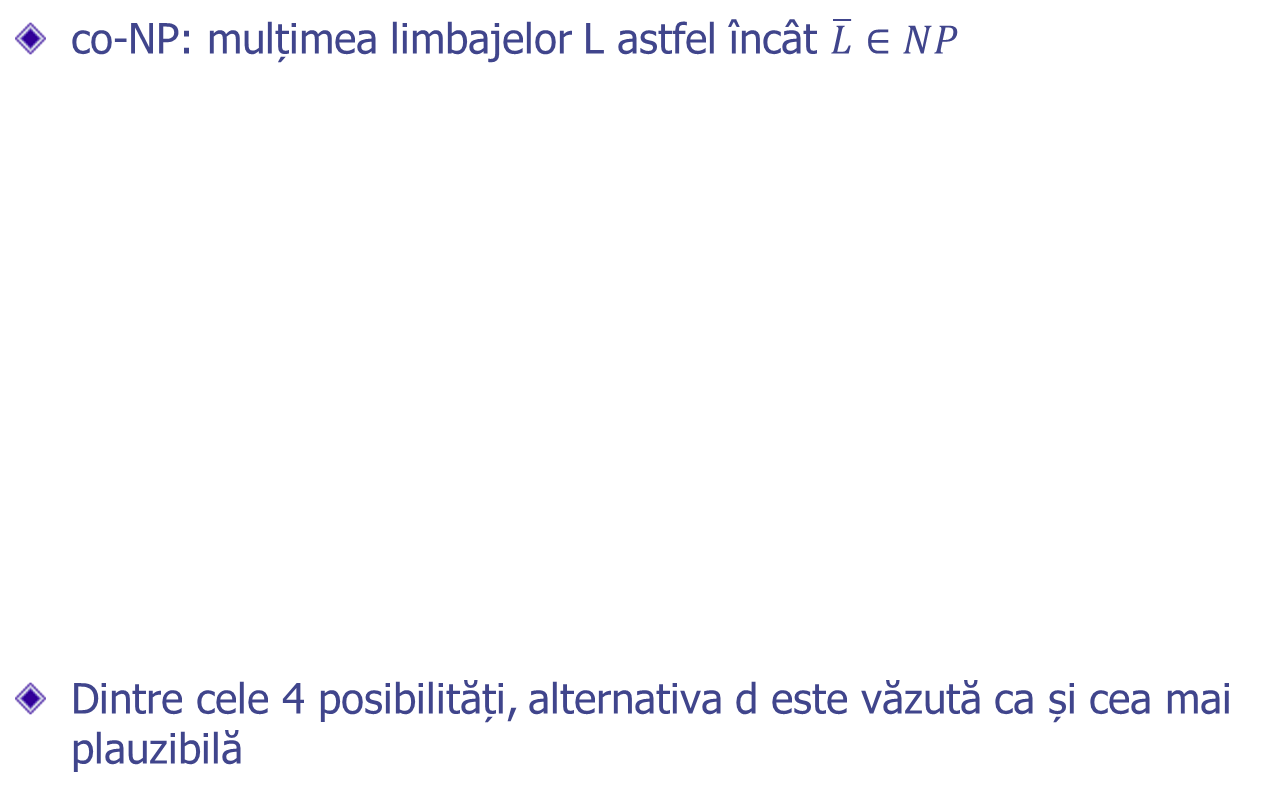 co-NP: mulțimea limbajelor L astfel încât L̅ ∈ NP
Dintre cele 4 posibilități, alternativa d este văzută ca și cea mai
plauzibilă